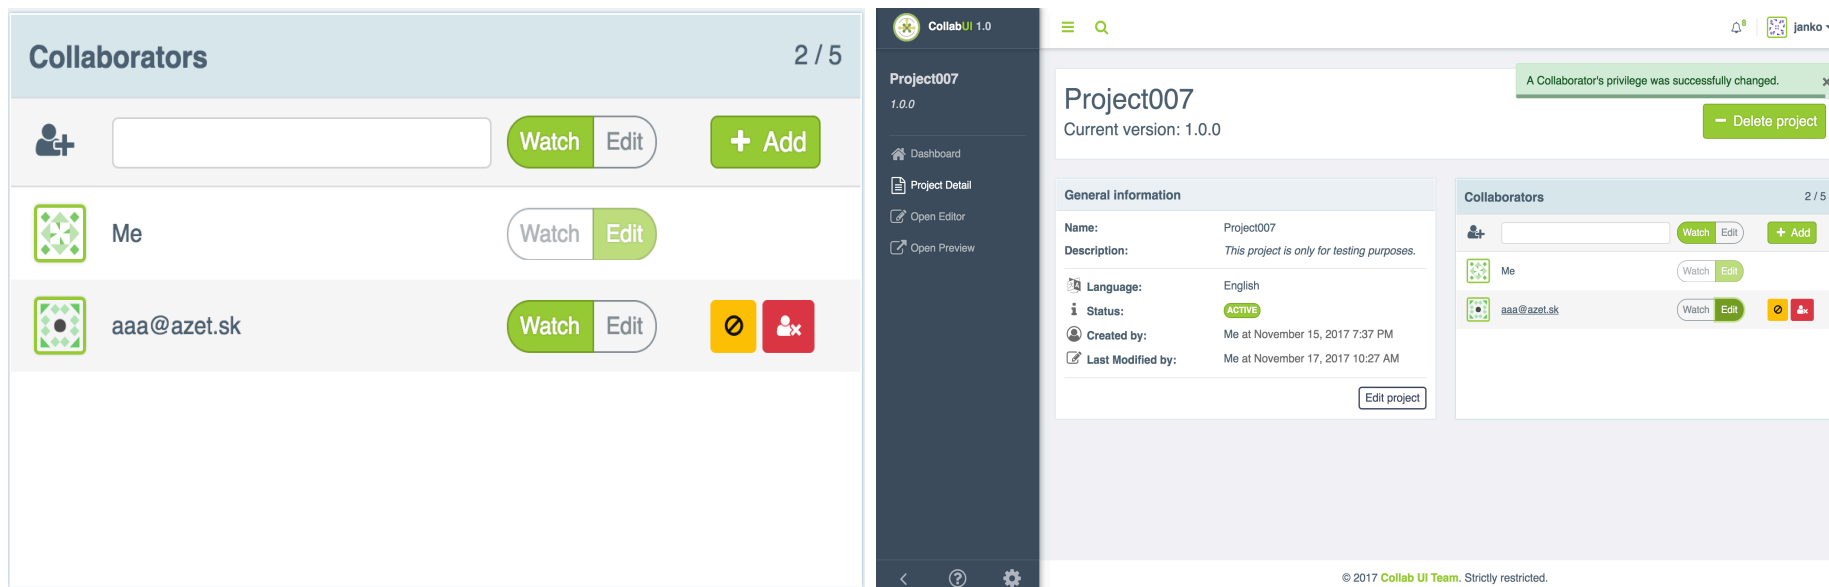 Collaborators 2 / 5
Watch Edit + Add
Me Watch Edit
aaa@azet.sk Watch Edit
CollabUI 1.0
Project007
1.0.0
Dashboard
Project Detail
Open Editor
Open Preview
8 janko
A Collaborator's privilege was successfully changed. ×
Project007
Current version: 1.0.0
− Delete project
General information
Name: Project007
Description: This project is only for testing purposes.
Language: English
Status: ACTIVE
Created by: Me at November 15, 2017 7:37 PM
Last Modified by: Me at November 17, 2017 10:27 AM
Edit project
Collaborators 2 / 5
Watch Edit + Add
Me Watch Edit
aaa@azet.sk Watch Edit
© 2017 Collab UI Team. Strictly restricted.